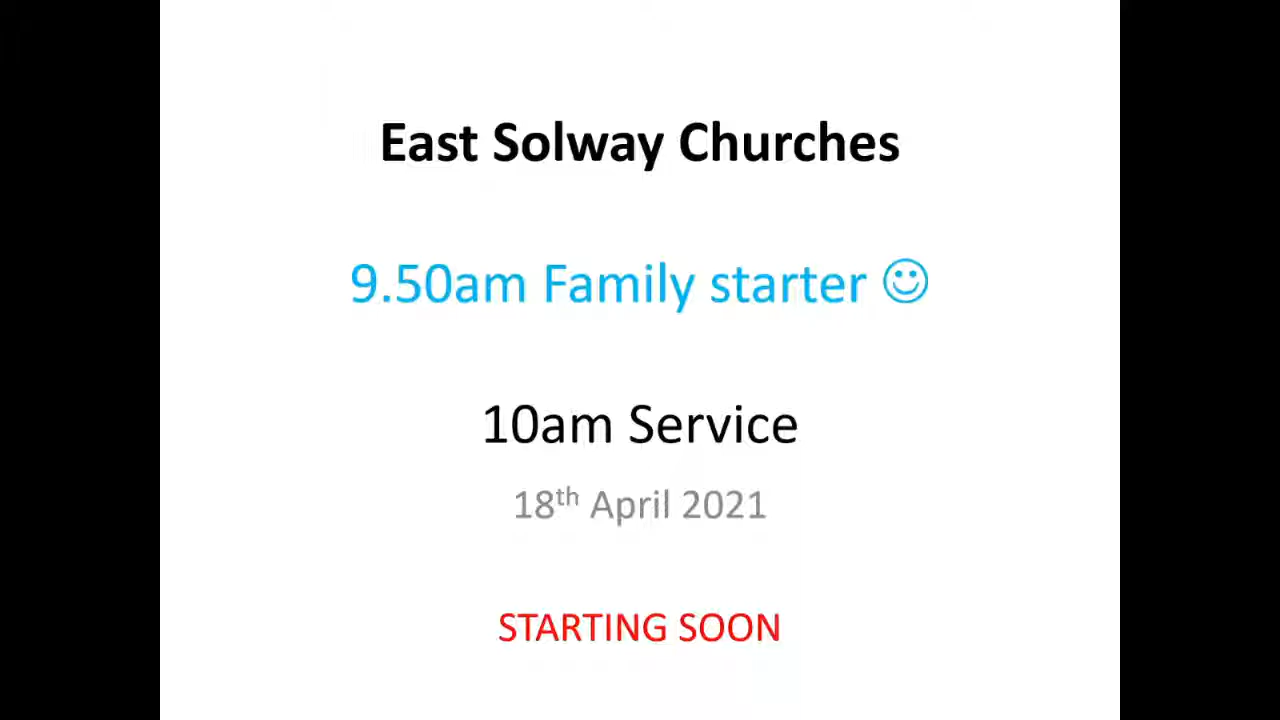 East Solway Churches
9.50am Family starter ☺
10am Service
18th April 2021
STARTING SOON